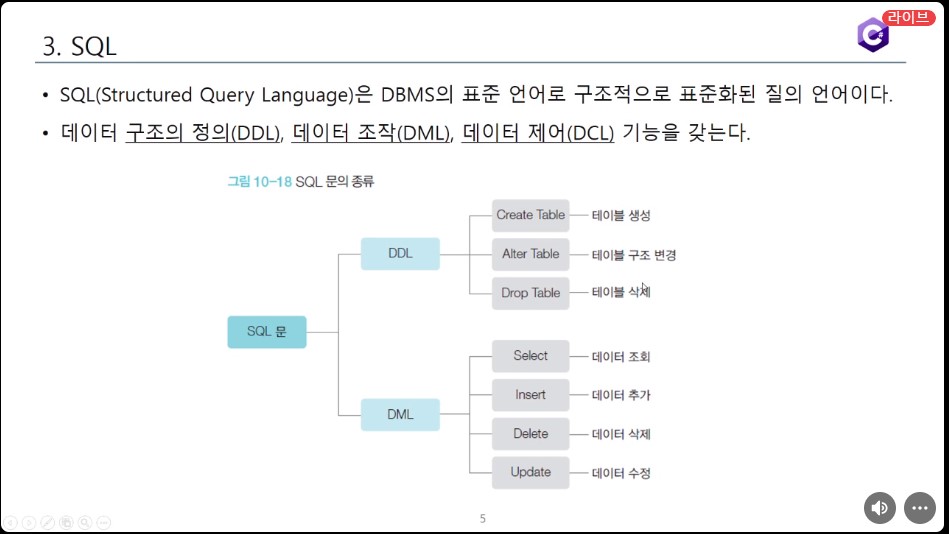 라이브
3. SQL
• SQL(Structured Query Language)은 DBMS의 표준 언어로 구조적으로 표준화된 질의 언어이다.
• 데이터 구조의 정의(DDL), 데이터 조작(DML), 데이터 제어(DCL) 기능을 갖는다.
그림 10-18 SQL 문의 종류
SQL 문
DDL
Create Table 테이블 생성
Alter Table 테이블 구조 변경
Drop Table 테이블 삭제
DML
Select 데이터 조회
Insert 데이터 추가
Delete 데이터 삭제
Update 데이터 수정
5